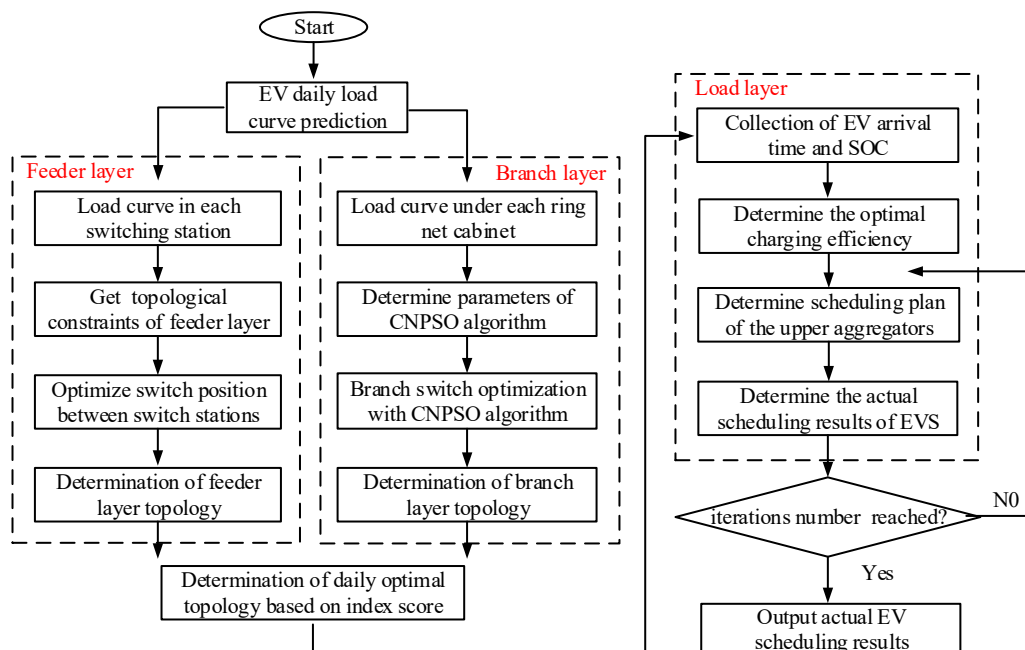 Start
EV daily load
curve prediction
Feeder layer
Load curve in each
switching station
Get topological
constraints of feeder layer
Optimize switch position
between switch stations
Determination of feeder
layer topology
Branch layer
Load curve under each ring
net cabinet
Determine parameters of
CNPSO algorithm
Branch switch optimization
with CNPSO algorithm
Determination of branch
layer topology
Determination of daily optimal
topology based on index score
Load layer
Collection of EV arrival
time and SOC
Determine the optimal
charging efficiency
Determine scheduling plan
of the upper aggregators
Determine the actual
scheduling results of EVS
iterations number reached?
N0
Yes
Output actual EV
scheduling results